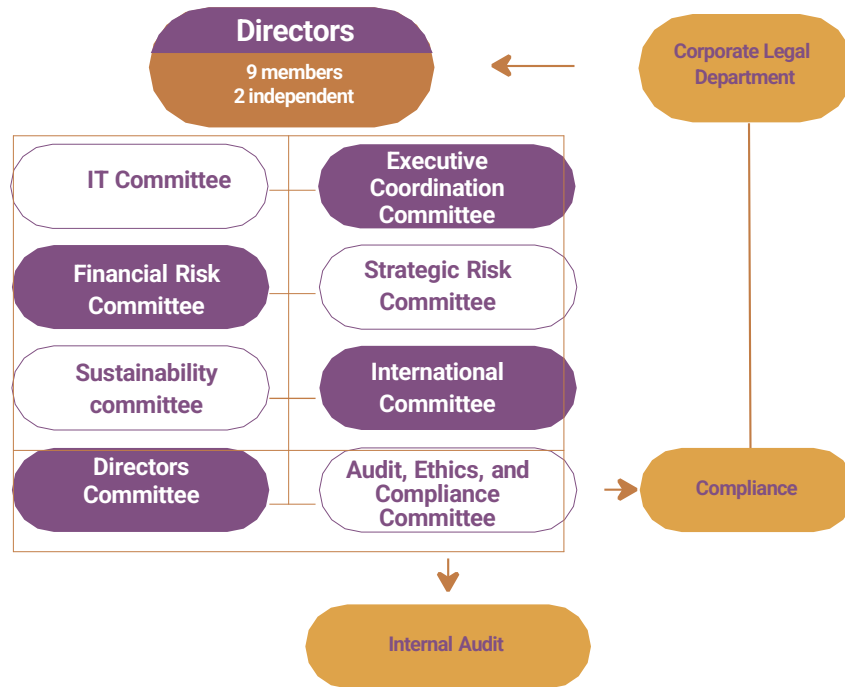 Directors
9 members
2 independent
Corporate Legal
Department
IT Committee
Executive
Coordination
Committee
Financial Risk
Committee
Strategic Risk
Committee
Sustainability
committee
International
Committee
Directors
Committee
Audit, Ethics, and
Compliance
Committee
Compliance
Internal Audit